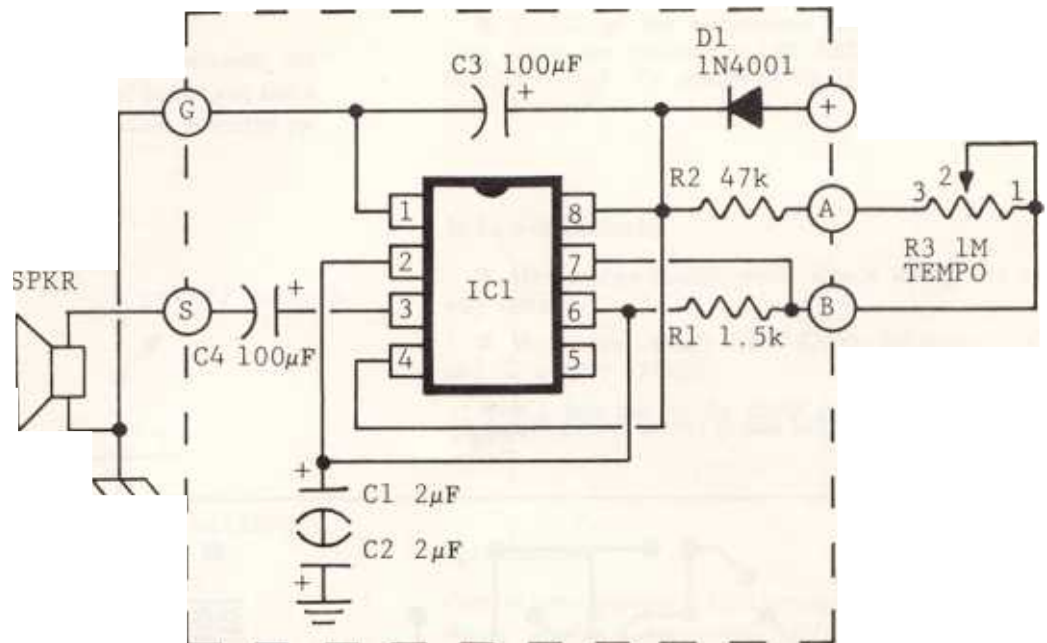 D1
1N4001
C3 100µF
+
G
+
1
8
R2 47k
A
3
2
1
2
7
R3 1M
TEMPO
SPKR
IC1
S
+
3
6
B
C4 100µF
R1 1.5k
4
5
+
C1 2µF
C2 2µF
+